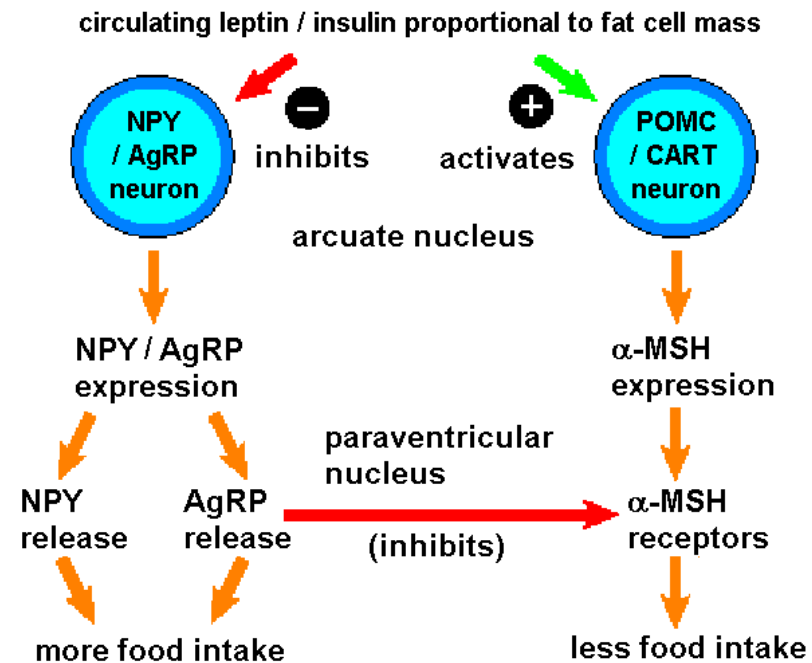 circulating leptin / insulin proportional to fat cell mass
NPY
/ AgRP
neuron
–
inhibits
+
activates
POMC
/ CART
neuron
arcuate nucleus
NPY / AgRP
expression
α-MSH
expression
paraventricular
nucleus
NPY
release
AgRP
release
(inhibits)
α-MSH
receptors
more food intake
less food intake